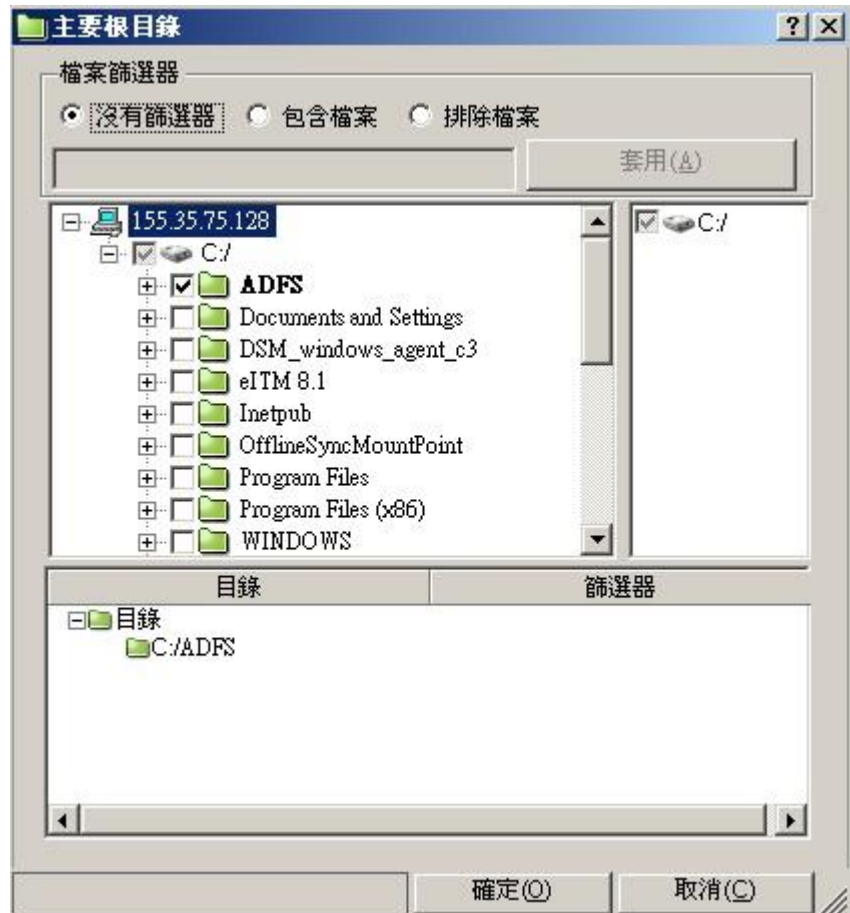 主要根目錄
檔案篩選器
沒有篩選器 包含檔案 排除檔案
套用(A)
155.35.75.128 C:/
C:/
ADFS
Documents and Settings
DSM_windows_agent_c3
eITM 8.1
Inetpub
OfflineSyncMountPoint
Program Files
Program Files (x86)
WINDOWS
目錄 篩選器
目錄
C:/ADFS
確定(O) 取消(C)